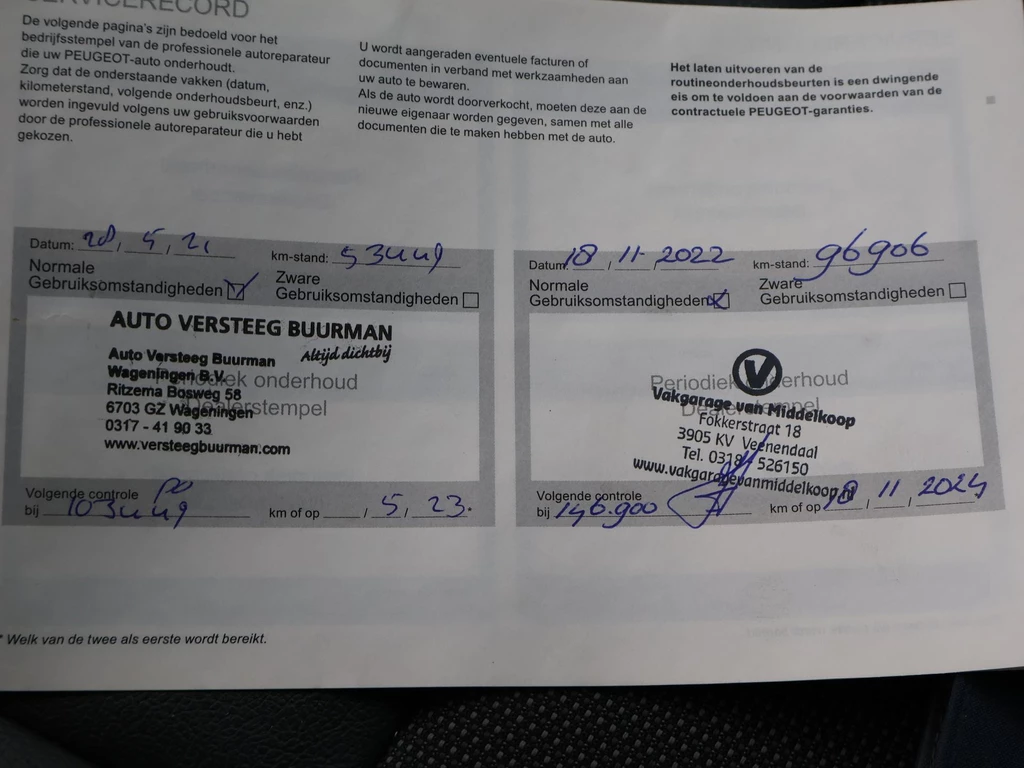 SERVICERECORD
De volgende pagina's zijn bedoeld voor het
bedrijfsstempel van de professionele autoreparateur
die uw PEUGEOT-auto onderhoudt.
Zorg dat de onderstaande vakken (datum,
kilometerstand, volgende onderhoudsbeurt, enz.)
worden ingevuld volgens uw gebruiksvoorwaarden
door de professionele autoreparateur die u hebt
gekozen.
U wordt aangeraden eventuele facturen of
documenten in verband met werkzaamheden aan
uw auto te bewaren.
Als de auto wordt doorverkocht, moeten deze aan de
nieuwe eigenaar worden gegeven, samen met alle
documenten die te maken hebben met de auto.
Het laten uitvoeren van de
routineonderhoudsbeurten is een dwingende
eis om te voldoen aan de voorwaarden van de
contractuele PEUGEOT-garanties.
Datum: 28, 5, 21 km-stand: 53449
Normale
Gebruiksomstandigheden
Zware
Gebruiksomstandigheden
AUTO VERSTEEG BUURMAN
Altijd dichtbij
Auto Versteeg Buurman
Wageningen B.V.
Ritzema Bosweg 58
6703 GZ Wageningen
0317 - 41 90 33
www.versteegbuurman.com
Periodiek onderhoud
Dealerstempel
Volgende controle
bij 103449 km of op / 5, 23.
Datum: 18, 11-2022 km-stand: 96906
Normale
Gebruiksomstandigheden
Zware
Gebruiksomstandigheden
Periodiek onderhoud
Dealerstempel
V
Vakgarage van Middelkoop
Fokkerstraat 18
3905 KV Veenendaal
Tel. 0318 - 526150
www.vakgaragevanmiddelkoop.nl
Volgende controle
bij 146.900 km of op 18, 11, 2024
* Welk van de twee als eerste wordt bereikt.